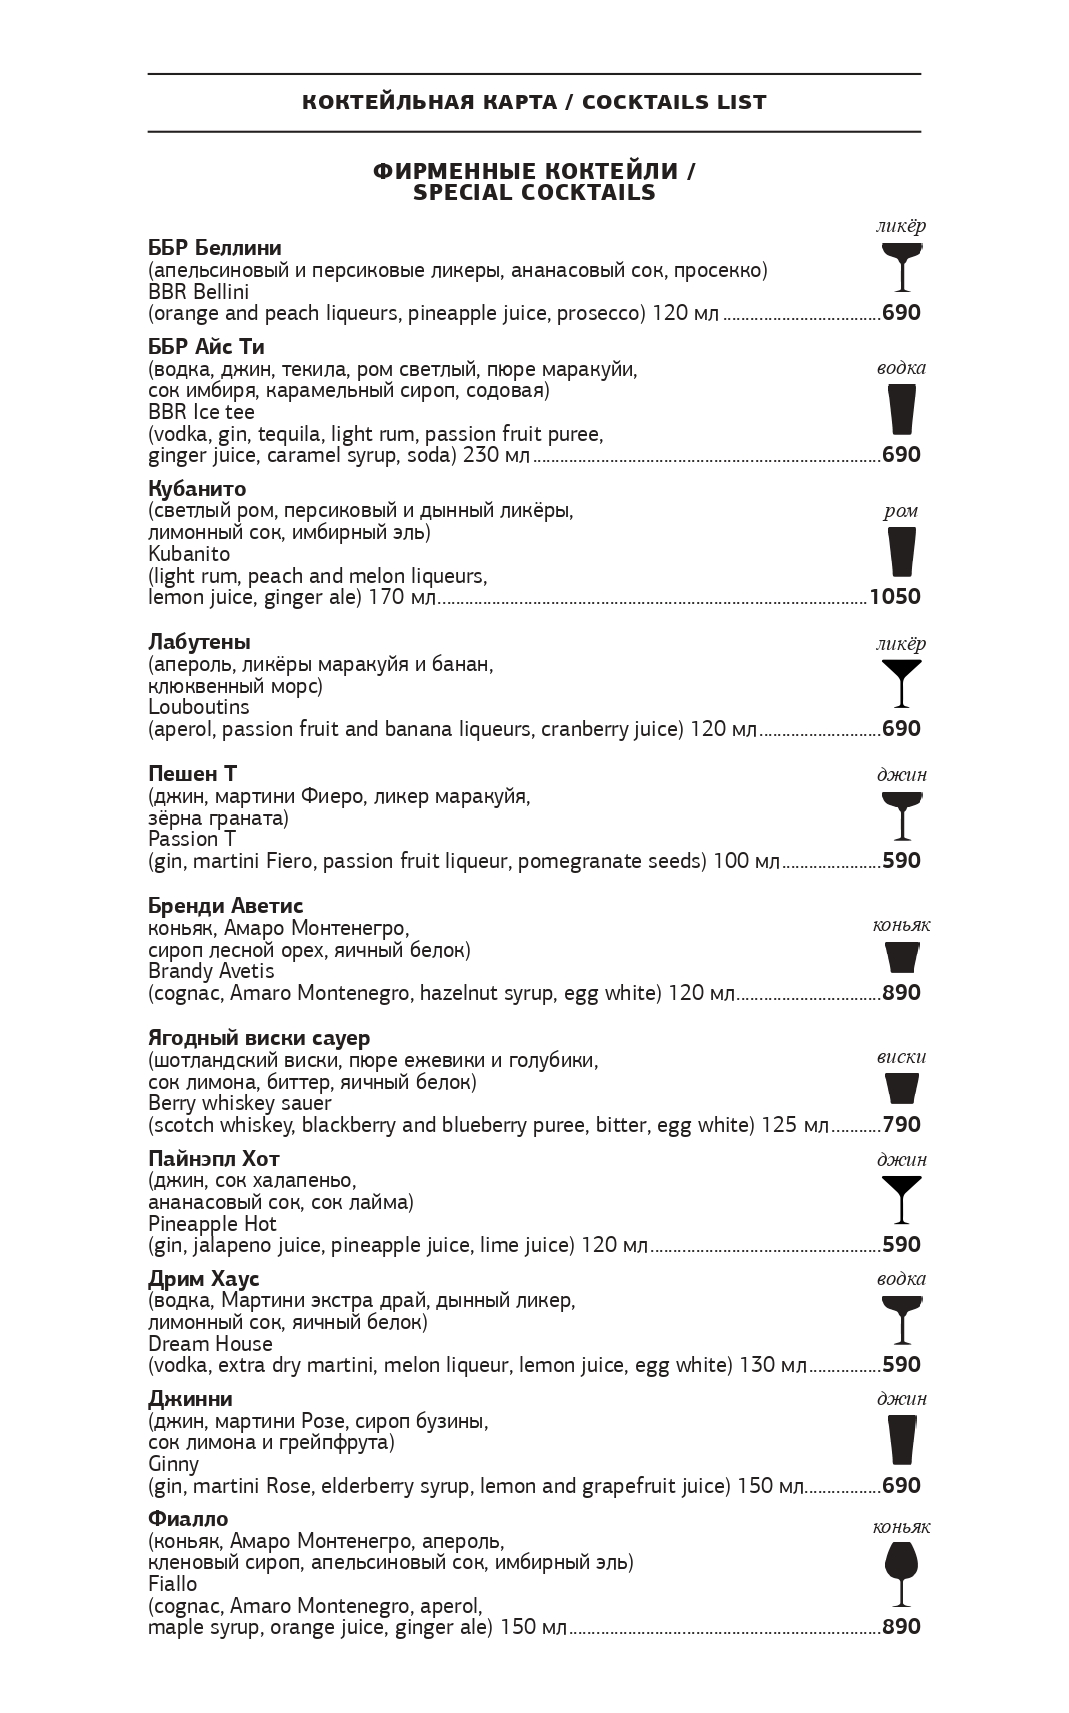 КОКТЕЙЛЬНАЯ КАРТА / COCKTAILS LIST
ФИРМЕННЫЕ КОКТЕЙЛИ /
SPECIAL COCKTAILS
ликёр
ББР Беллини
(апельсиновый и персиковые ликеры, ананасовый сок, просекко)
BBR Bellini
(orange and peach liqueurs, pineapple juice, prosecco) 120 мл..................................690
ББР Айс Ти
(водка, джин, текила, ром светлый, пюре маракуйи,
водка
сок имбиря, карамельный сироп, содовая)
BBR Ice tee
(vodka, gin, tequila, light rum, passion fruit puree,
ginger juice, caramel syrup, soda) 230 мл..........................................................................690
Кубанито
(светлый ром, персиковый и дынный ликёры,
ром
лимонный сок, имбирный эль)
Kubanito
(light rum, peach and melon liqueurs,
lemon juice, ginger ale) 170 мл............................................................................................1050
Лабутены
ликёр
(апероль, ликёры маракуйя и банан,
клюквенный морс)
Louboutins
(aperol, passion fruit and banana liqueurs, cranberry juice) 120 мл..........................690
Пешен Т
джин
(джин, мартини Фиеро, ликер маракуйя,
зёрна граната)
Passion T
(gin, martini Fiero, passion fruit liqueur, pomegranate seeds) 100 мл.....................590
Бренди Аветис
коньяк, Амаро Монтенегро,
коньяк
сироп лесной орех, яичный белок)
Brandy Avetis
(cognac, Amaro Montenegro, hazelnut syrup, egg white) 120 мл...............................890
Ягодный виски сауер
(шотландский виски, пюре ежевики и голубики,
виски
сок лимона, биттер, яичный белок)
Berry whiskey sauer
(scotch whiskey, blackberry and blueberry puree, bitter, egg white) 125 мл...........790
Пайнэпл Хот
джин
(джин, сок халапеньо,
ананасовый сок, сок лайма)
Pineapple Hot
(gin, jalapeno juice, pineapple juice, lime juice) 120 мл.................................................590
Дрим Хаус
водка
(водка, Мартини экстра драй, дынный ликер,
лимонный сок, яичный белок)
Dream House
(vodka, extra dry martini, melon liqueur, lemon juice, egg white) 130 мл................590
Джинни
джин
(джин, мартини Розе, сироп бузины,
сок лимона и грейпфрута)
Ginny
(gin, martini Rose, elderberry syrup, lemon and grapefruit juice) 150 мл................690
Фиалло
коньяк
(коньяк, Амаро Монтенегро, апероль,
кленовый сироп, апельсиновый сок, имбирный эль)
Fiallo
(cognac, Amaro Montenegro, aperol,
maple syrup, orange juice, ginger ale) 150 мл...................................................................890